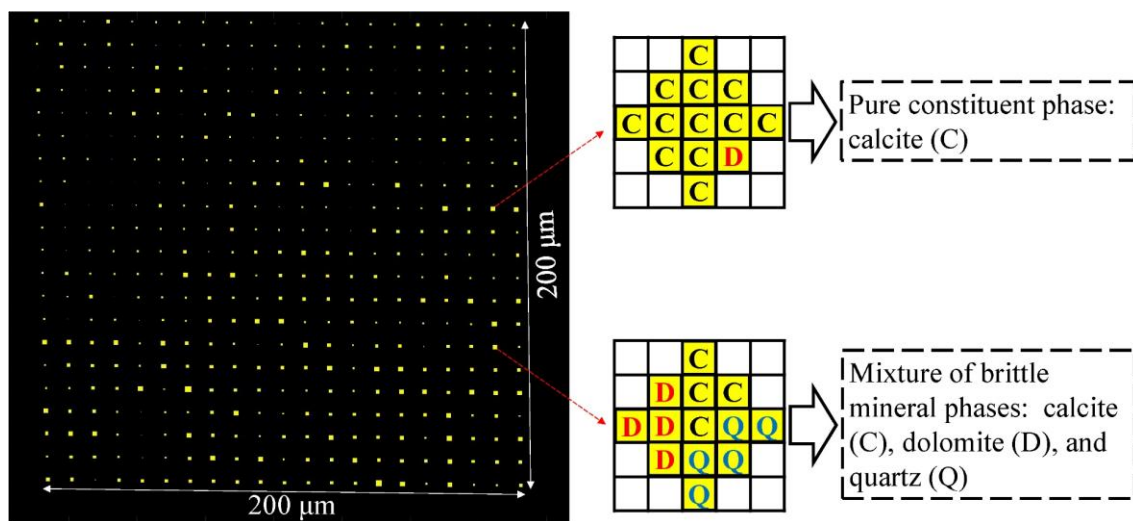 200 μm
200 μm
C
C C C
C C C C C
C C D
C
Pure constituent phase:
calcite (C)
C
D C C
D D C Q Q
D Q Q
Q
Mixture of brittle
mineral phases:  calcite
(C), dolomite (D), and
quartz (Q)